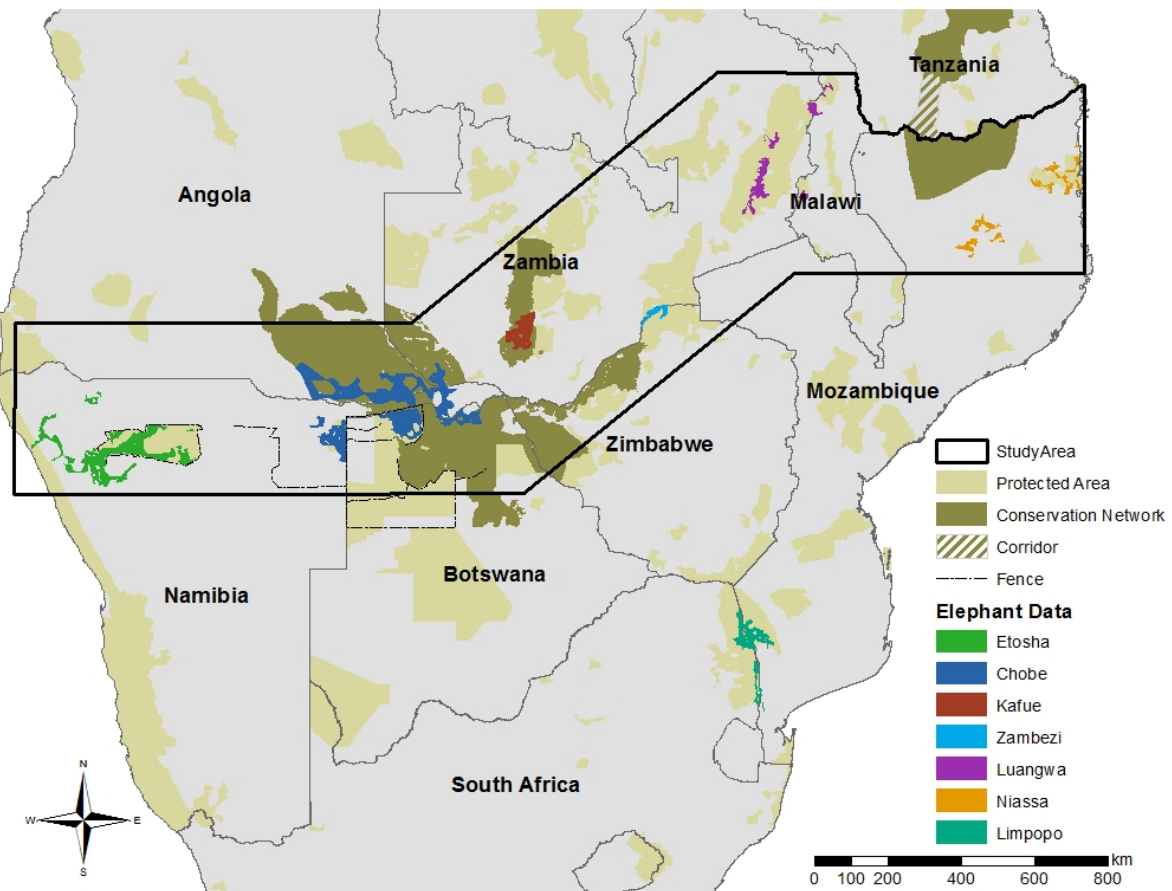 Tanzania
Angola
Malawi
Zambia
Mozambique
Zimbabwe
Botswana
Namibia
South Africa
StudyArea
Protected Area
Conservation Network
Corridor
Fence
Elephant Data
Etosha
Chobe
Kafue
Zambezi
Luangwa
Niassa
Limpopo
N
W E
S
km
0 100 200 400 600 800